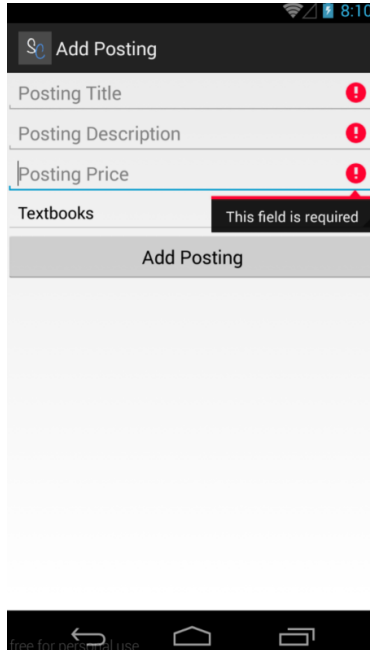 8:10
SC Add Posting
Posting Title
Posting Description
Posting Price
Textbooks
This field is required
Add Posting
free for personal use